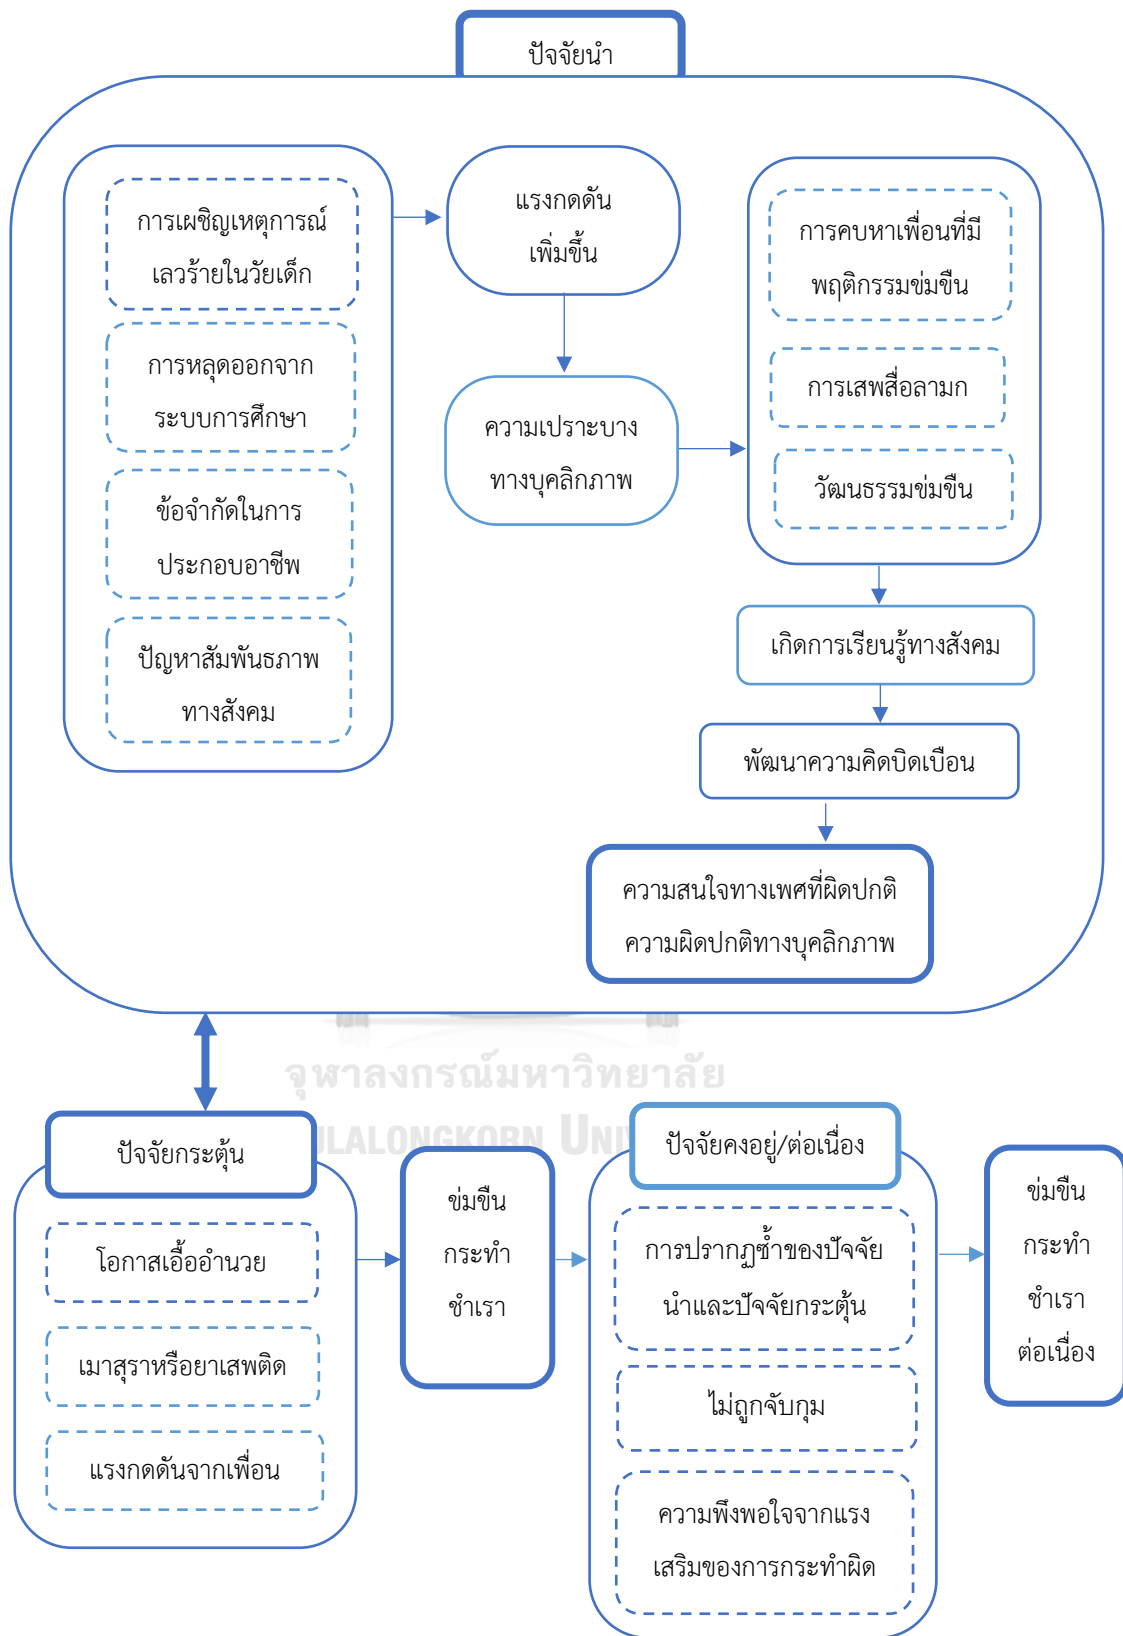 ปัจจัยนำ
การเผชิญเหตุการณ์
เลวร้ายในวัยเด็ก
การหลุดออกจาก
ระบบการศึกษา
ข้อจำกัดในการ
ประกอบอาชีพ
ปัญหาสัมพันธภาพ
ทางสังคม
แรงกดดัน
เพิ่มขึ้น
ความเปราะบาง
ทางบุคลิกภาพ
การคบหาเพื่อนที่มี
พฤติกรรมข่มขืน
การเสพสื่อลามก
วัฒนธรรมข่มขืน
เกิดการเรียนรู้ทางสังคม
พัฒนาความคิดบิดเบือน
ความสนใจทางเพศที่ผิดปกติ
ความผิดปกติทางบุคลิกภาพ
จุฬาลงกรณ์มหาวิทยาลัย
ULALONGKORN UNI
ปัจจัยกระตุ้น
โอกาสเอื้ออำนวย
เมาสุราหรือยาเสพติด
แรงกดดันจากเพื่อน
ข่มขืน
กระทำ
ชำเรา
ปัจจัยคงอยู่/ต่อเนื่อง
การปรากฏซ้ำของปัจจัย
นำและปัจจัยกระตุ้น
ไม่ถูกจับกุม
ความพึงพอใจจากแรง
เสริมของการกระทำผิด
ข่มขืน
กระทำ
ชำเรา
ต่อเนื่อง